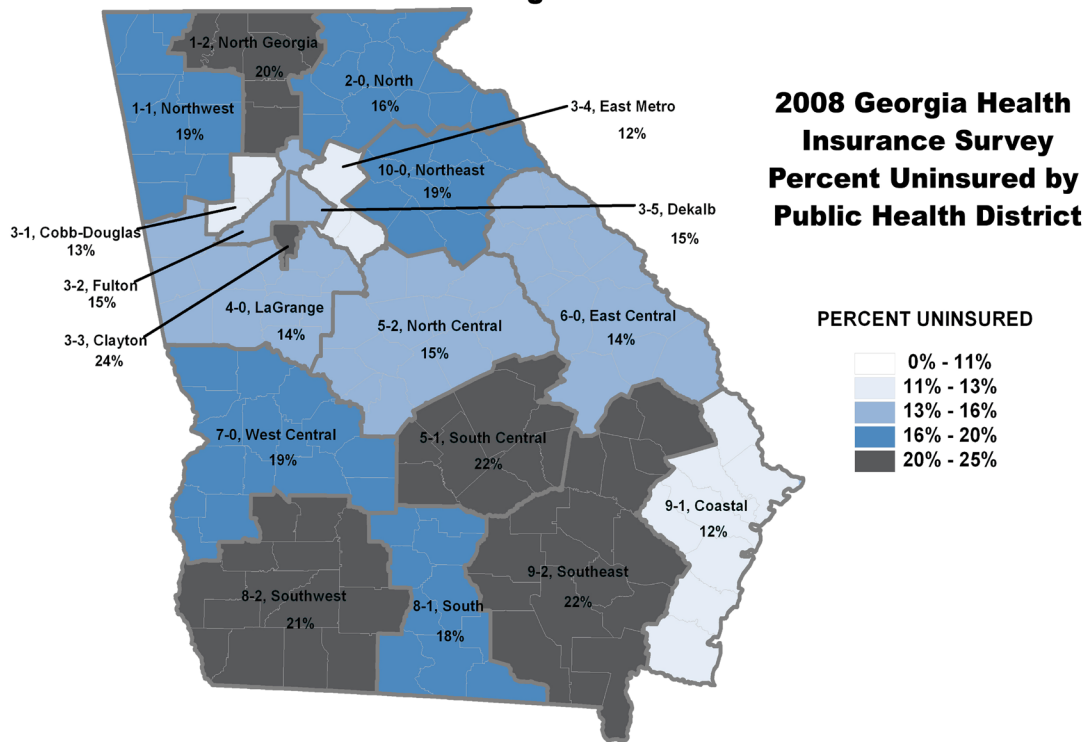 2008 Georgia Health
Insurance Survey
Percent Uninsured by
Public Health District
1-2, North Georgia
20%
2-0, North
16%
1-1, Northwest
19%
3-4, East Metro
12%
10-0, Northeast
19%
3-5, Dekalb
15%
3-1, Cobb-Douglas
13%
3-2, Fulton
15%
3-3, Clayton
24%
4-0, LaGrange
14%
5-2, North Central
15%
6-0, East Central
14%
7-0, West Central
19%
5-1, South Central
22%
9-1, Coastal
12%
9-2, Southeast
22%
8-2, Southwest
21%
8-1, South
18%
PERCENT UNINSURED
0% - 11%
11% - 13%
13% - 16%
16% - 20%
20% - 25%